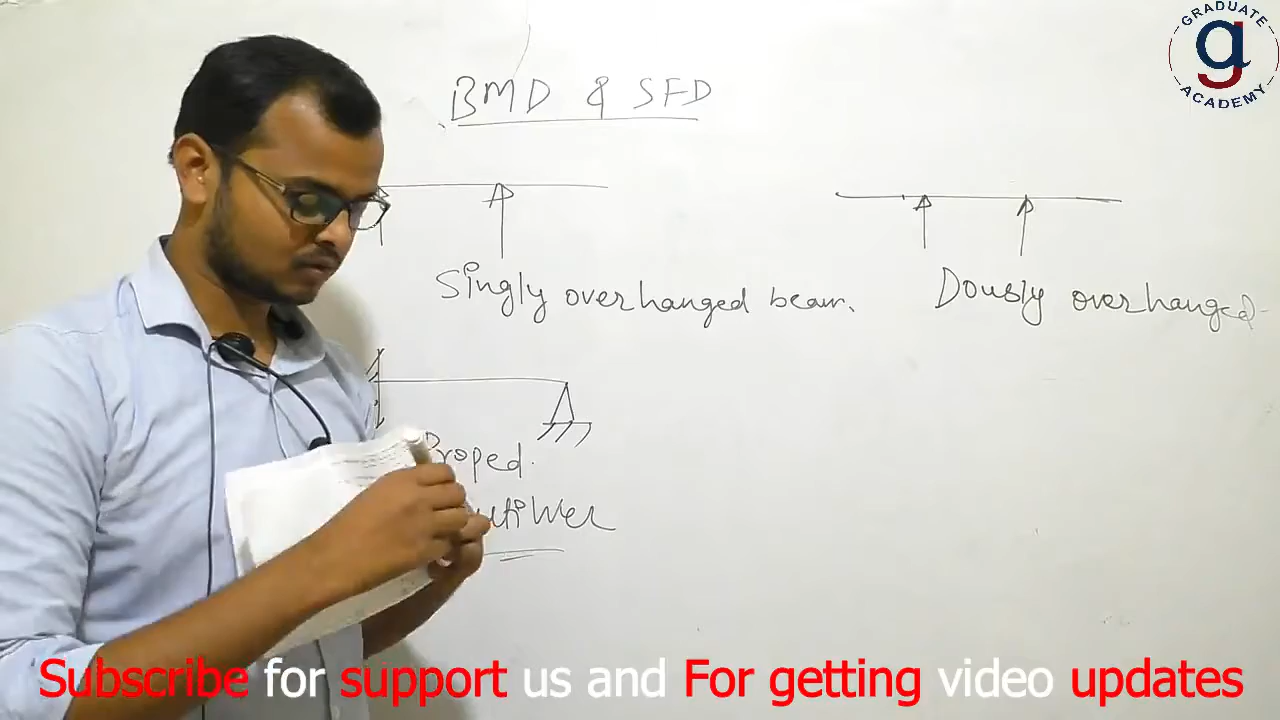 GRADUATE
ACADEMY
BMD & SFD
Singly overhanged beam.
Dously overhanged
Proped.
Subscribe for support us and For getting video updates